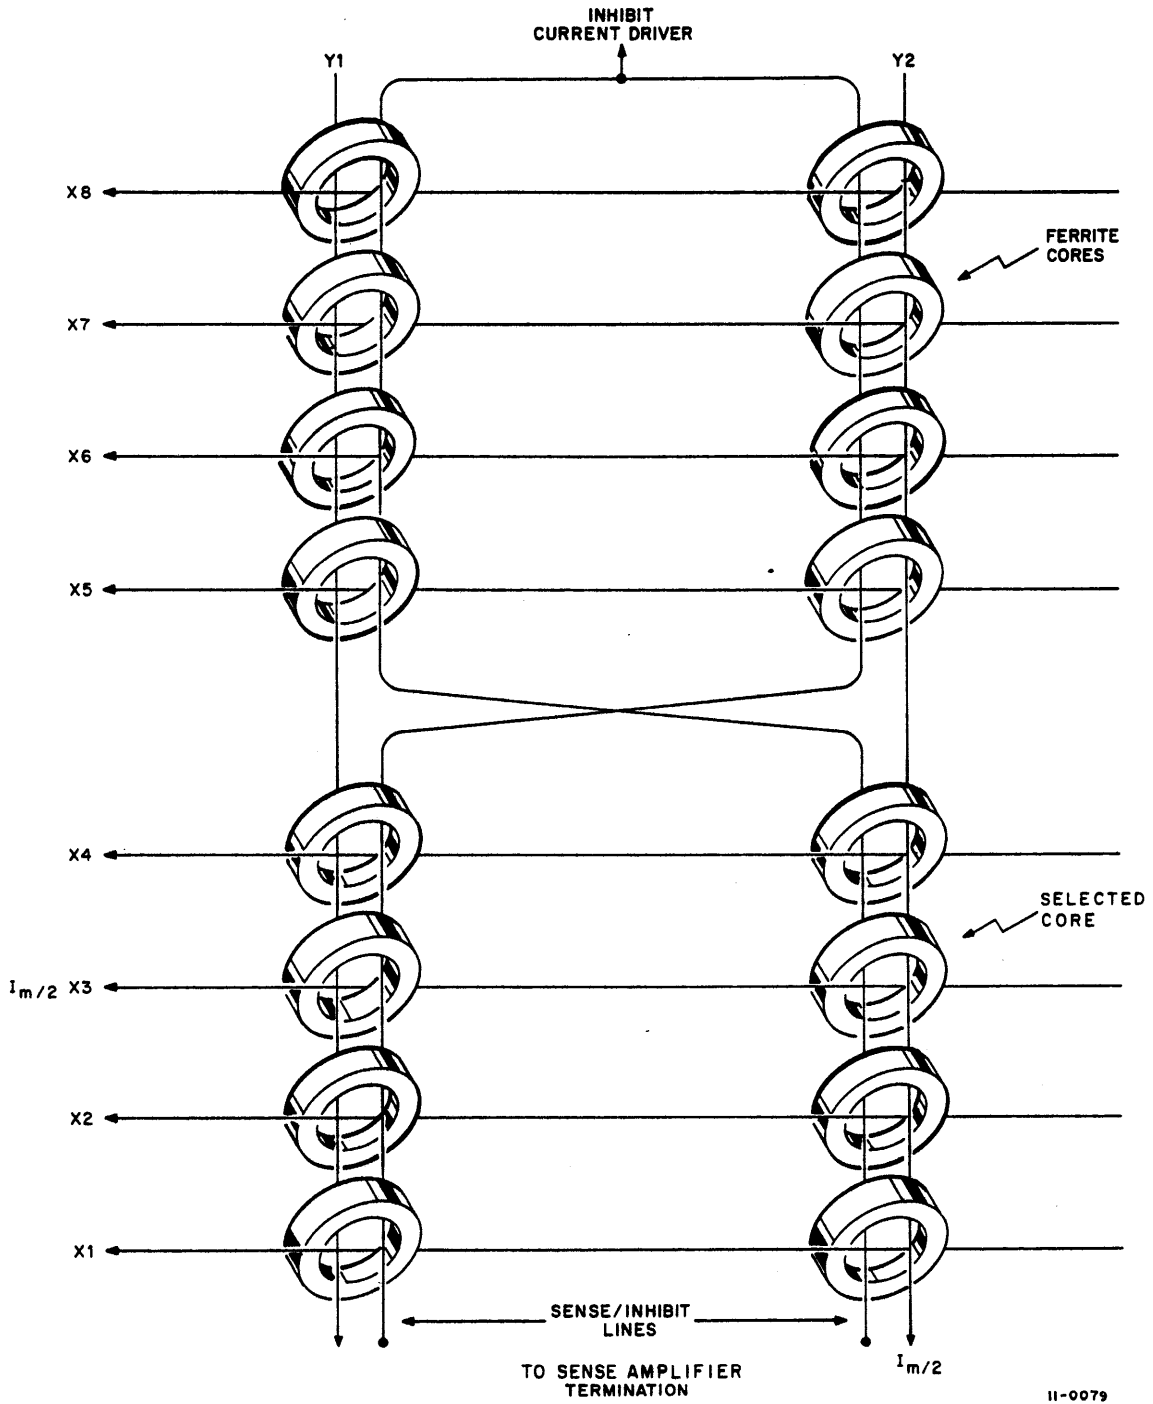 INHIBIT
CURRENT DRIVER
Y1
Y2
X8
FERRITE
CORES
X7
X6
X5
X4
SELECTED
CORE
Im/2 X3
X2
X1
SENSE/INHIBIT
LINES
Im/2
TO SENSE AMPLIFIER
TERMINATION
11-0079